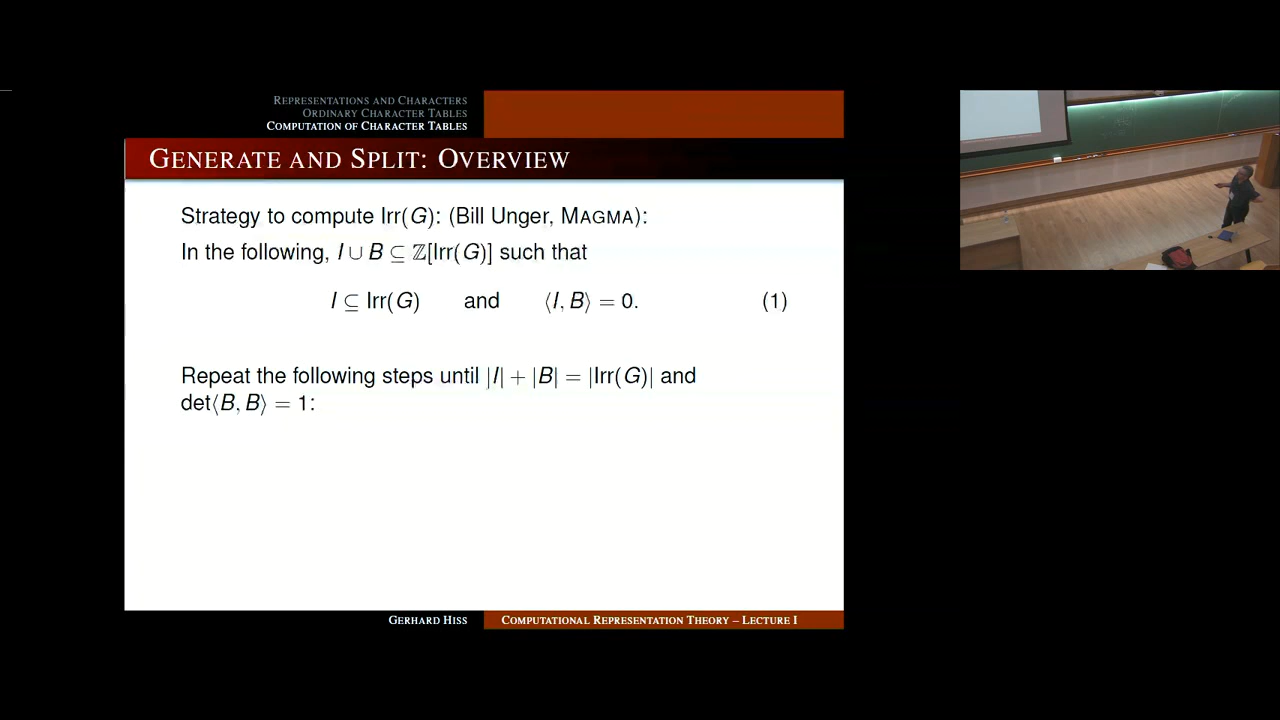 REPRESENTATIONS AND CHARACTERS
ORDINARY CHARACTER TABLES
COMPUTATION OF CHARACTER TABLES
GENERATE AND SPLIT: OVERVIEW
Strategy to compute Irr(G): (Bill Unger, MAGMA):
In the following, I ∪ B ⊆ ℤ[Irr(G)] such that
I ⊆ Irr(G) and ⟨I, B⟩ = 0. (1)
Repeat the following steps until |I| + |B| = |Irr(G)| and
det⟨B, B⟩ = 1:
GERHARD HISS COMPUTATIONAL REPRESENTATION THEORY – LECTURE I